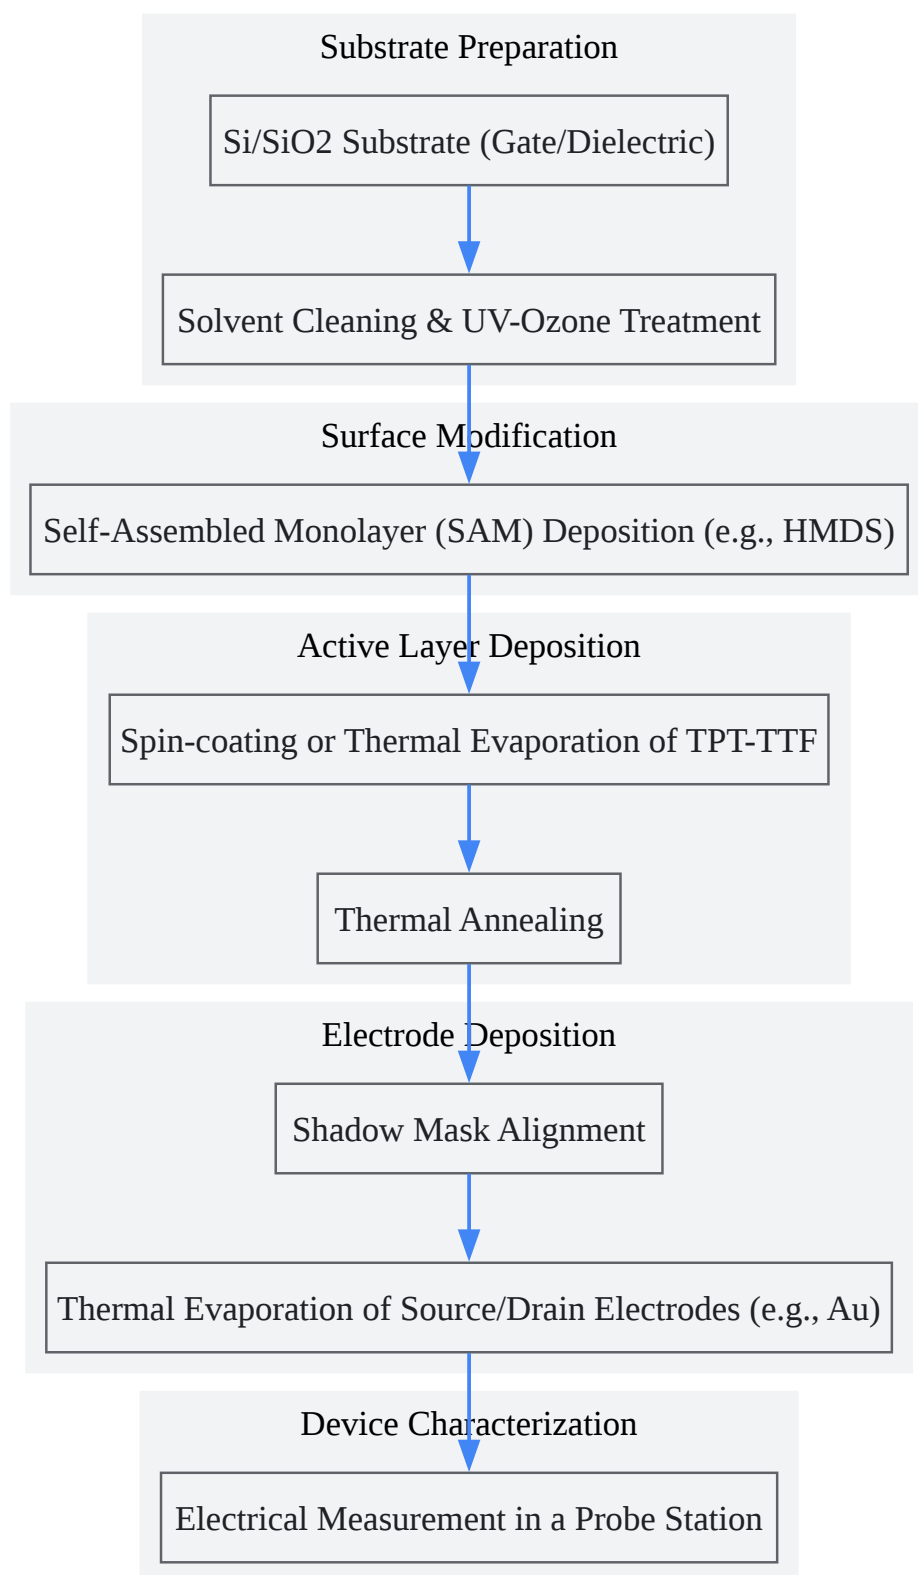 Substrate Preparation
Si/SiO2 Substrate (Gate/Dielectric)
Solvent Cleaning & UV-Ozone Treatment
Surface Modification
Self-Assembled Monolayer (SAM) Deposition (e.g., HMDS)
Active Layer Deposition
Spin-coating or Thermal Evaporation of TPT-TTF
Thermal Annealing
Electrode Deposition
Shadow Mask Alignment
Thermal Evaporation of Source/Drain Electrodes (e.g., Au)
Device Characterization
Electrical Measurement in a Probe Station